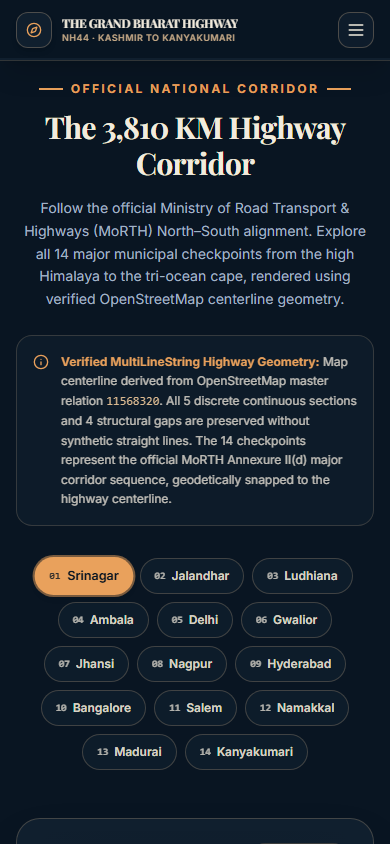 THE GRAND BHARAT HIGHWAY
NH44 · KASHMIR TO KANYAKUMARI
OFFICIAL NATIONAL CORRIDOR
The 3,810 KM Highway
Corridor
Follow the official Ministry of Road Transport &
Highways (MoRTH) North–South alignment. Explore
all 14 major municipal checkpoints from the high
Himalaya to the tri-ocean cape, rendered using
verified OpenStreetMap centerline geometry.
Verified MultiLineString Highway Geometry: Map
centerline derived from OpenStreetMap master
relation 11568320. All 5 discrete continuous sections
and 4 structural gaps are preserved without
synthetic straight lines. The 14 checkpoints
represent the official MoRTH Annexure II(d) major
corridor sequence, geodetically snapped to the
highway centerline.
01 Srinagar
02 Jalandhar
03 Ludhiana
04 Ambala
05 Delhi
06 Gwalior
07 Jhansi
08 Nagpur
09 Hyderabad
10 Bangalore
11 Salem
12 Namakkal
13 Madurai
14 Kanyakumari